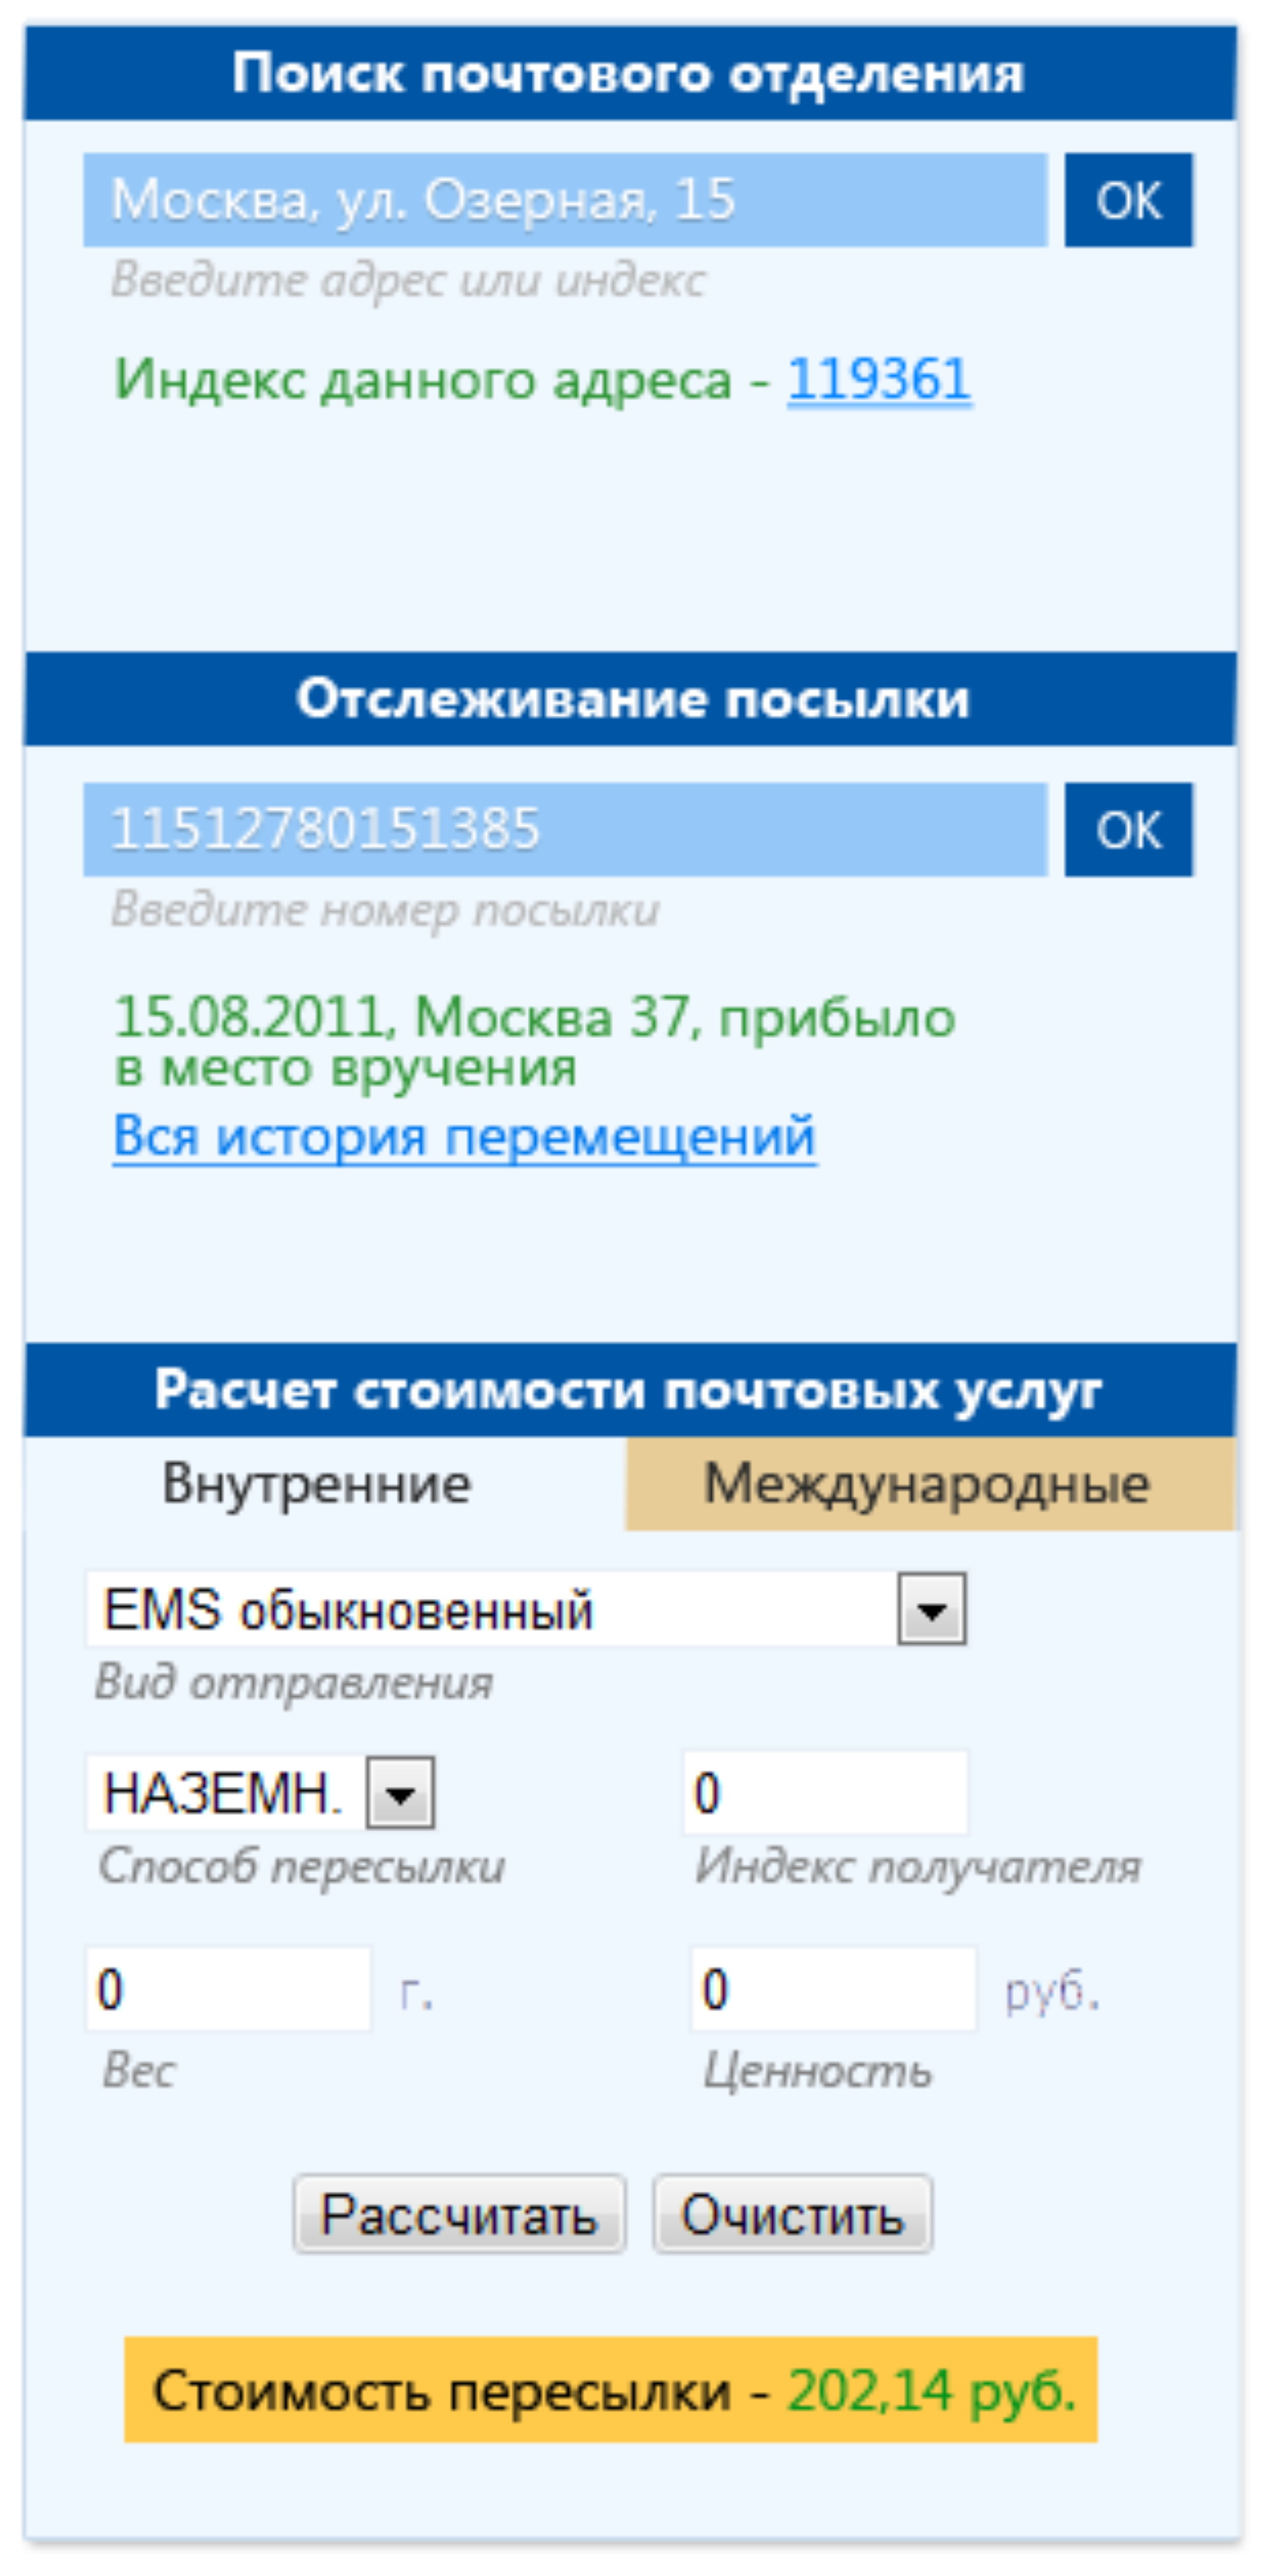 Поиск почтового отделения
Москва, ул. Озерная, 15
ОК
Введите адрес или индекс
Индекс данного адреса - 119361
Отслеживание посылки
11512780151385
ОК
Введите номер посылки
15.08.2011, Москва 37, прибыло
в место вручения
Вся история перемещений
Расчет стоимости почтовых услуг
Внутренние Международные
EMS обыкновенный
Вид отправления
НАЗЕМН. 0
Способ пересылки Индекс получателя
0 г. 0 руб.
Вес Ценность
Рассчитать Очистить
Стоимость пересылки - 202,14 руб.